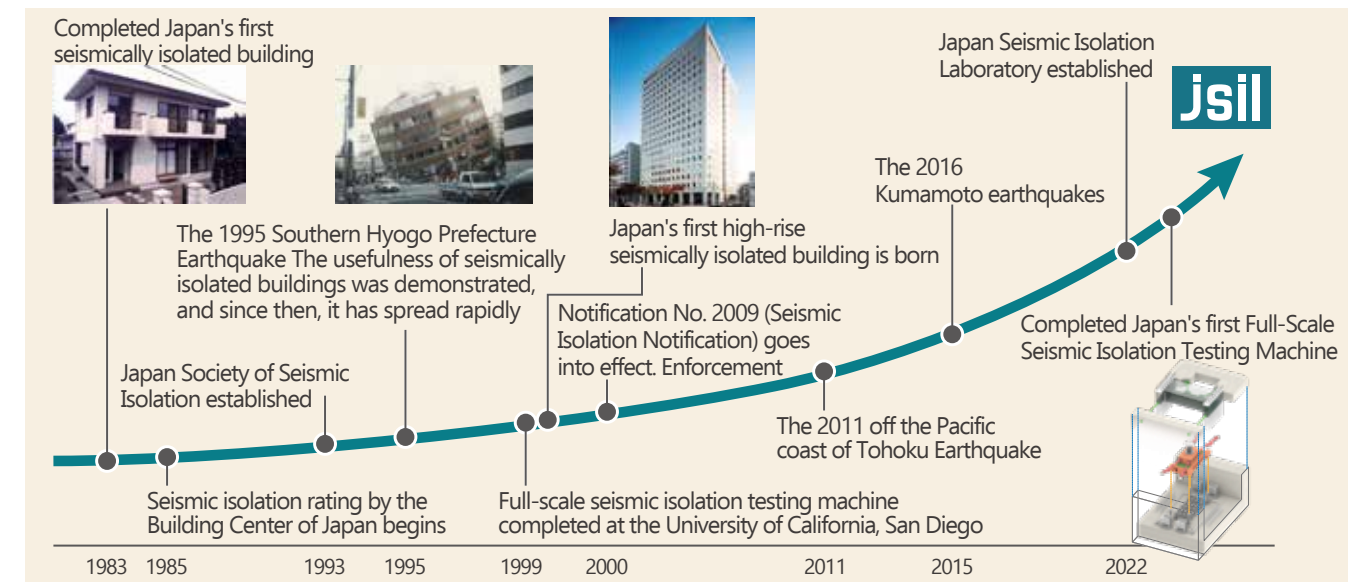 Completed Japan's first
seismically isolated building
The 1995 Southern Hyogo Prefecture
Earthquake The usefulness of seismically
isolated buildings was demonstrated,
and since then, it has spread rapidly
Japan Society of Seismic
Isolation established
Seismic isolation rating by the
Building Center of Japan begins
Japan's first high-rise
seismically isolated building is born
Notification No. 2009 (Seismic
Isolation Notification) goes
into effect. Enforcement
Full-scale seismic isolation testing machine
completed at the University of California, San Diego
The 2011 off the Pacific
coast of Tohoku Earthquake
The 2016
Kumamoto earthquakes
Japan Seismic Isolation
Laboratory established
jsil
Completed Japan's first Full-Scale
Seismic Isolation Testing Machine
1983 1985 1993 1995 1999 2000 2011 2015 2022